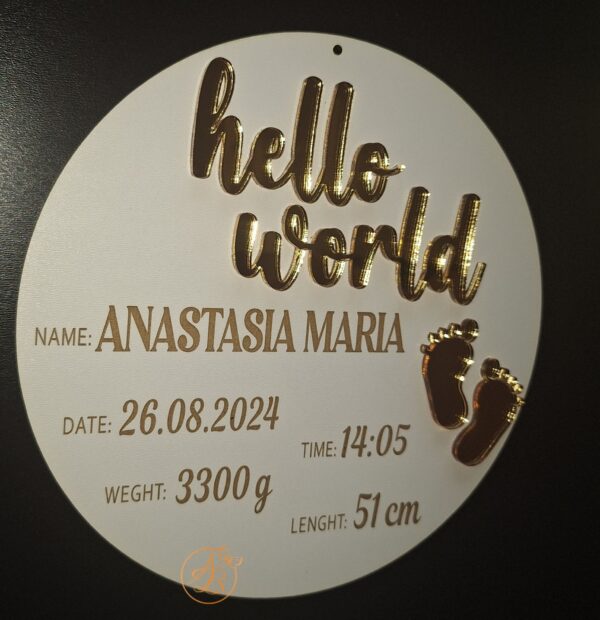 hello
world
NAME: ANASTASIA MARIA
DATE: 26.08.2024
TIME: 14:05
WEGHT: 3300 g
LENGHT: 51 cm